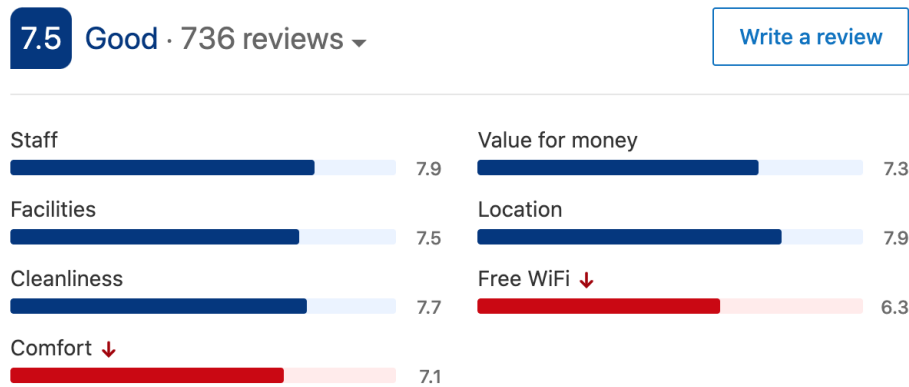 7.5 Good · 736 reviews
Write a review
Staff
7.9
Value for money
7.3
Facilities
7.5
Location
7.9
Cleanliness
7.7
Free WiFi ↓
6.3
Comfort ↓
7.1